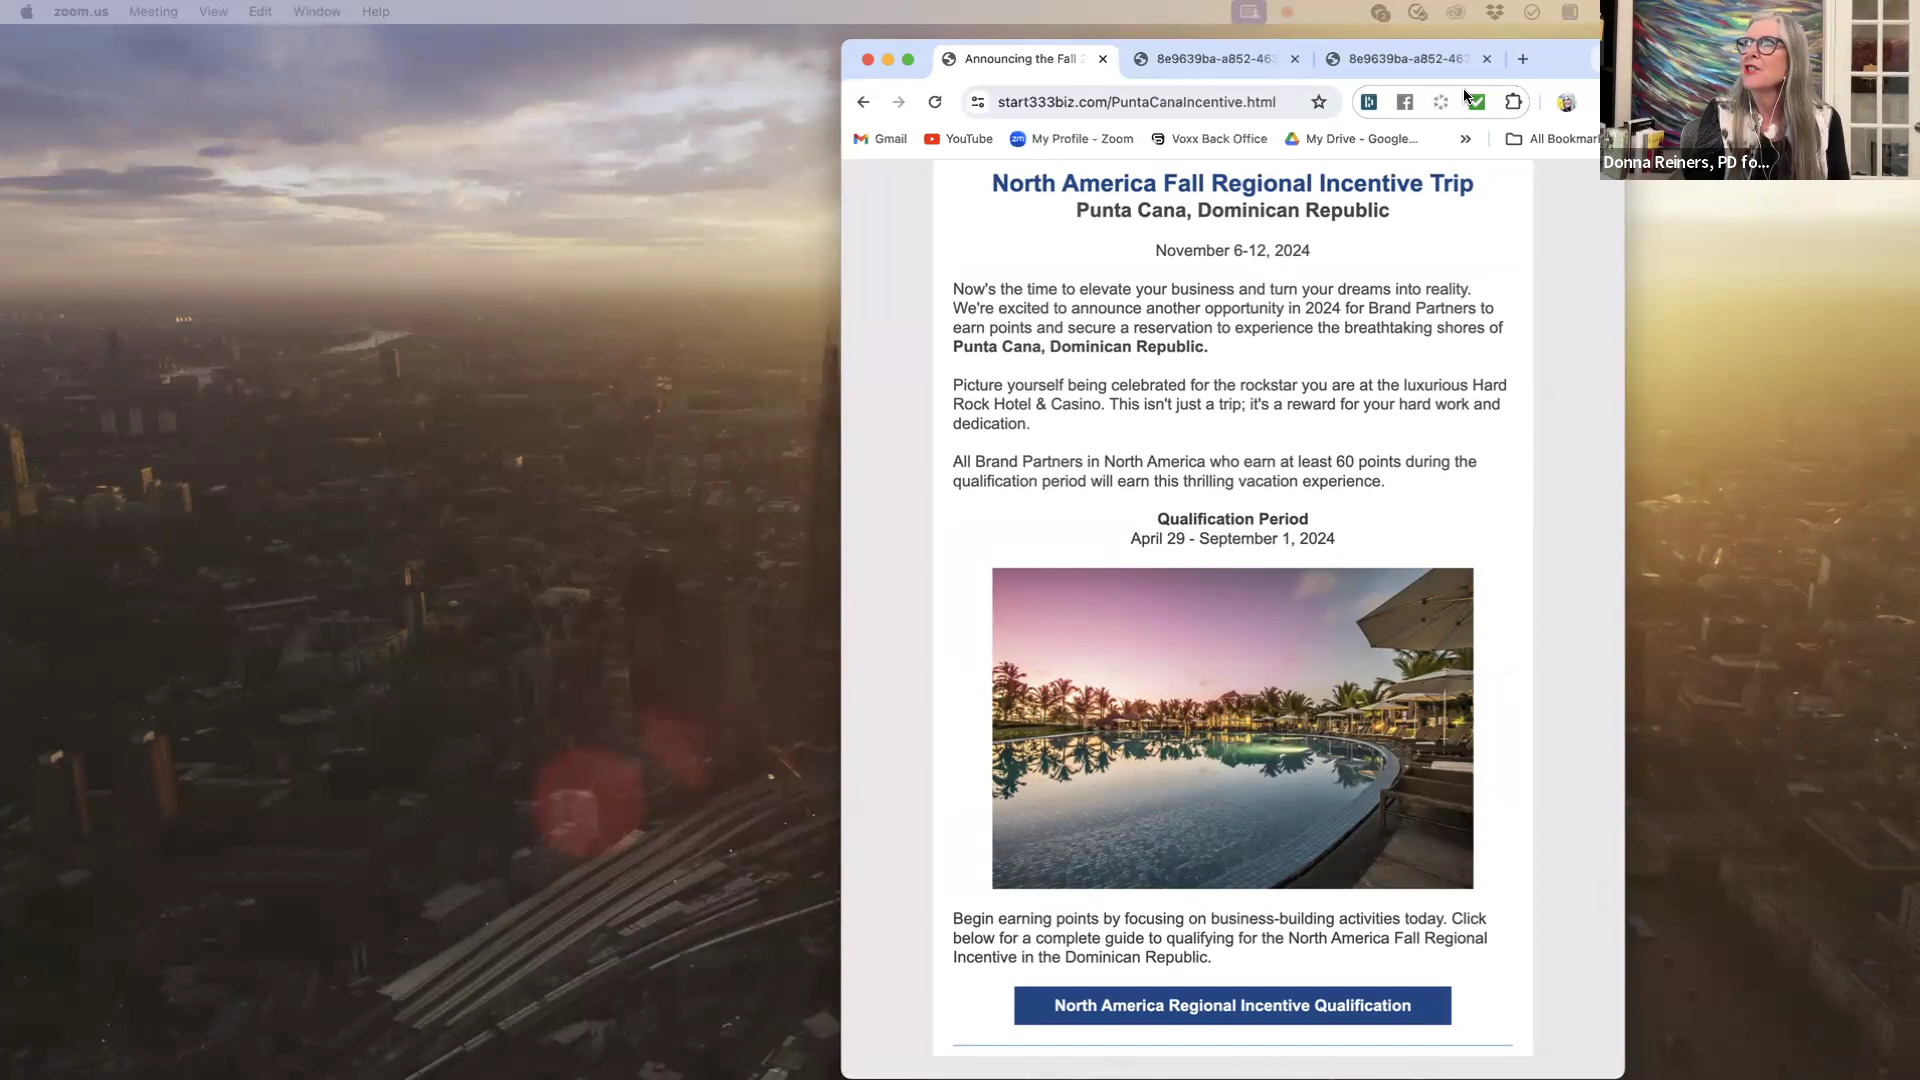 zoom.us Meeting View Edit Window Help
Announcing the Fall
8e9639ba-a852-463
8e9639ba-a852-463
start333biz.com/PuntaCanaIncentive.html
Gmail YouTube My Profile - Zoom Voxx Back Office My Drive - Google... » All Bookmar
Donna Reiners, PD fo...
North America Fall Regional Incentive Trip
Punta Cana, Dominican Republic
November 6-12, 2024
Now's the time to elevate your business and turn your dreams into reality.
We're excited to announce another opportunity in 2024 for Brand Partners to
earn points and secure a reservation to experience the breathtaking shores of
Punta Cana, Dominican Republic.
Picture yourself being celebrated for the rockstar you are at the luxurious Hard
Rock Hotel & Casino. This isn't just a trip; it's a reward for your hard work and
dedication.
All Brand Partners in North America who earn at least 60 points during the
qualification period will earn this thrilling vacation experience.
Qualification Period
April 29 - September 1, 2024
Begin earning points by focusing on business-building activities today. Click
below for a complete guide to qualifying for the North America Fall Regional
Incentive in the Dominican Republic.
North America Regional Incentive Qualification